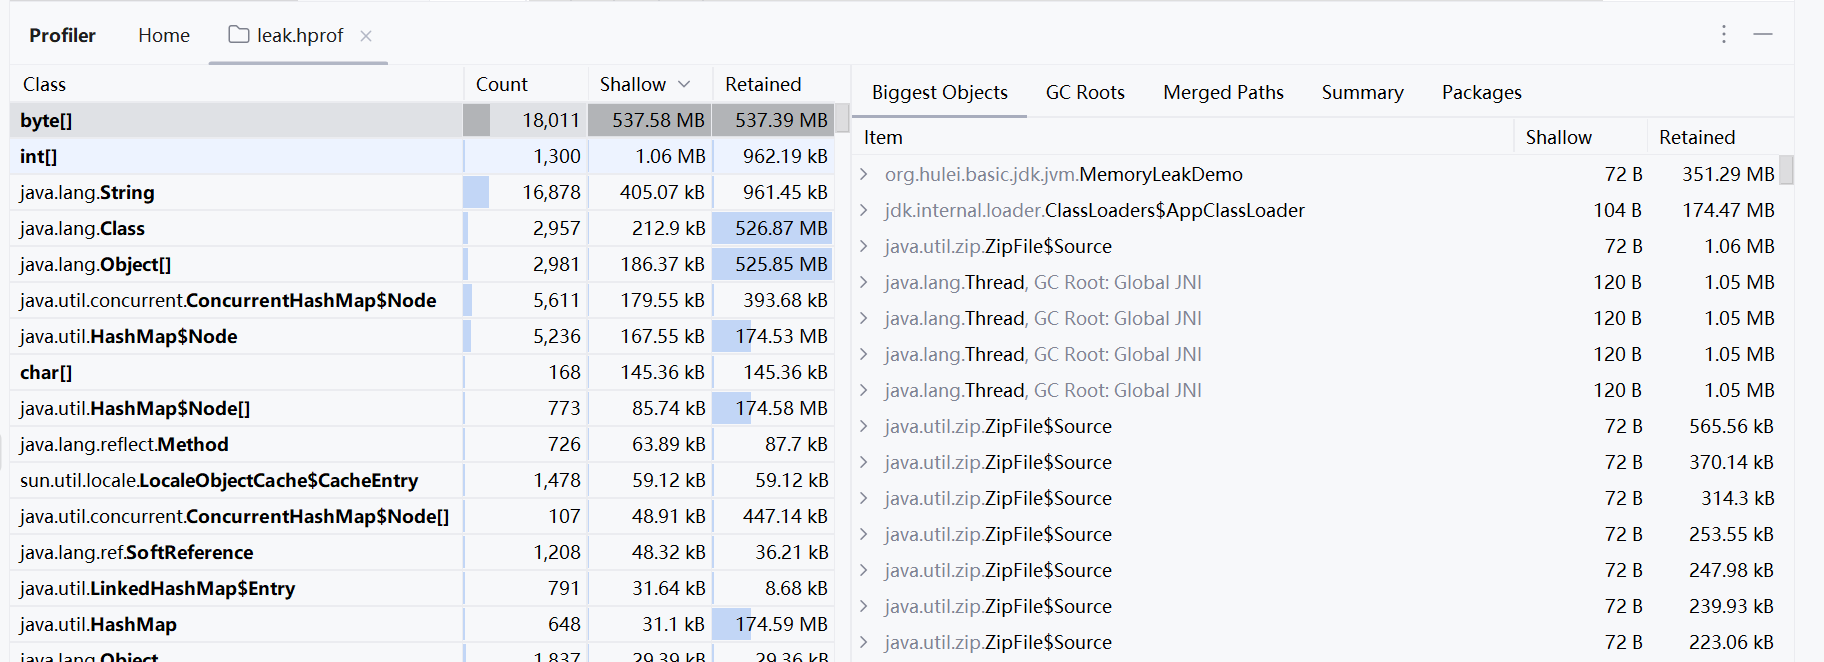 Profiler Home leak.hprof
Class Count Shallow Retained
byte[] 18,011 537.58 MB 537.39 MB
int[] 1,300 1.06 MB 962.19 kB
java.lang.String 16,878 405.07 kB 961.45 kB
java.lang.Class 2,957 212.9 kB 526.87 MB
java.lang.Object[] 2,981 186.37 kB 525.85 MB
java.util.concurrent.ConcurrentHashMap$Node 5,611 179.55 kB 393.68 kB
java.util.HashMap$Node 5,236 167.55 kB 174.53 MB
char[] 168 145.36 kB 145.36 kB
java.util.HashMap$Node[] 773 85.74 kB 174.58 MB
java.lang.reflect.Method 726 63.89 kB 87.7 kB
sun.util.locale.LocaleObjectCache$CacheEntry 1,478 59.12 kB 59.12 kB
java.util.concurrent.ConcurrentHashMap$Node[] 107 48.91 kB 447.14 kB
java.lang.ref.SoftReference 1,208 48.32 kB 36.21 kB
java.util.LinkedHashMap$Entry 791 31.64 kB 8.68 kB
java.util.HashMap 648 31.1 kB 174.59 MB
java.lang.Object 1,837 29.39 kB 29.36 kB
Biggest Objects GC Roots Merged Paths Summary Packages
Item Shallow Retained
org.hulei.basic.jdk.jvm.MemoryLeakDemo 72 B 351.29 MB
jdk.internal.loader.ClassLoaders$AppClassLoader 104 B 174.47 MB
java.util.zip.ZipFile$Source 72 B 1.06 MB
java.lang.Thread, GC Root: Global JNI 120 B 1.05 MB
java.lang.Thread, GC Root: Global JNI 120 B 1.05 MB
java.lang.Thread, GC Root: Global JNI 120 B 1.05 MB
java.lang.Thread, GC Root: Global JNI 120 B 1.05 MB
java.util.zip.ZipFile$Source 72 B 565.56 kB
java.util.zip.ZipFile$Source 72 B 370.14 kB
java.util.zip.ZipFile$Source 72 B 314.3 kB
java.util.zip.ZipFile$Source 72 B 253.55 kB
java.util.zip.ZipFile$Source 72 B 247.98 kB
java.util.zip.ZipFile$Source 72 B 239.93 kB
java.util.zip.ZipFile$Source 72 B 223.06 kB